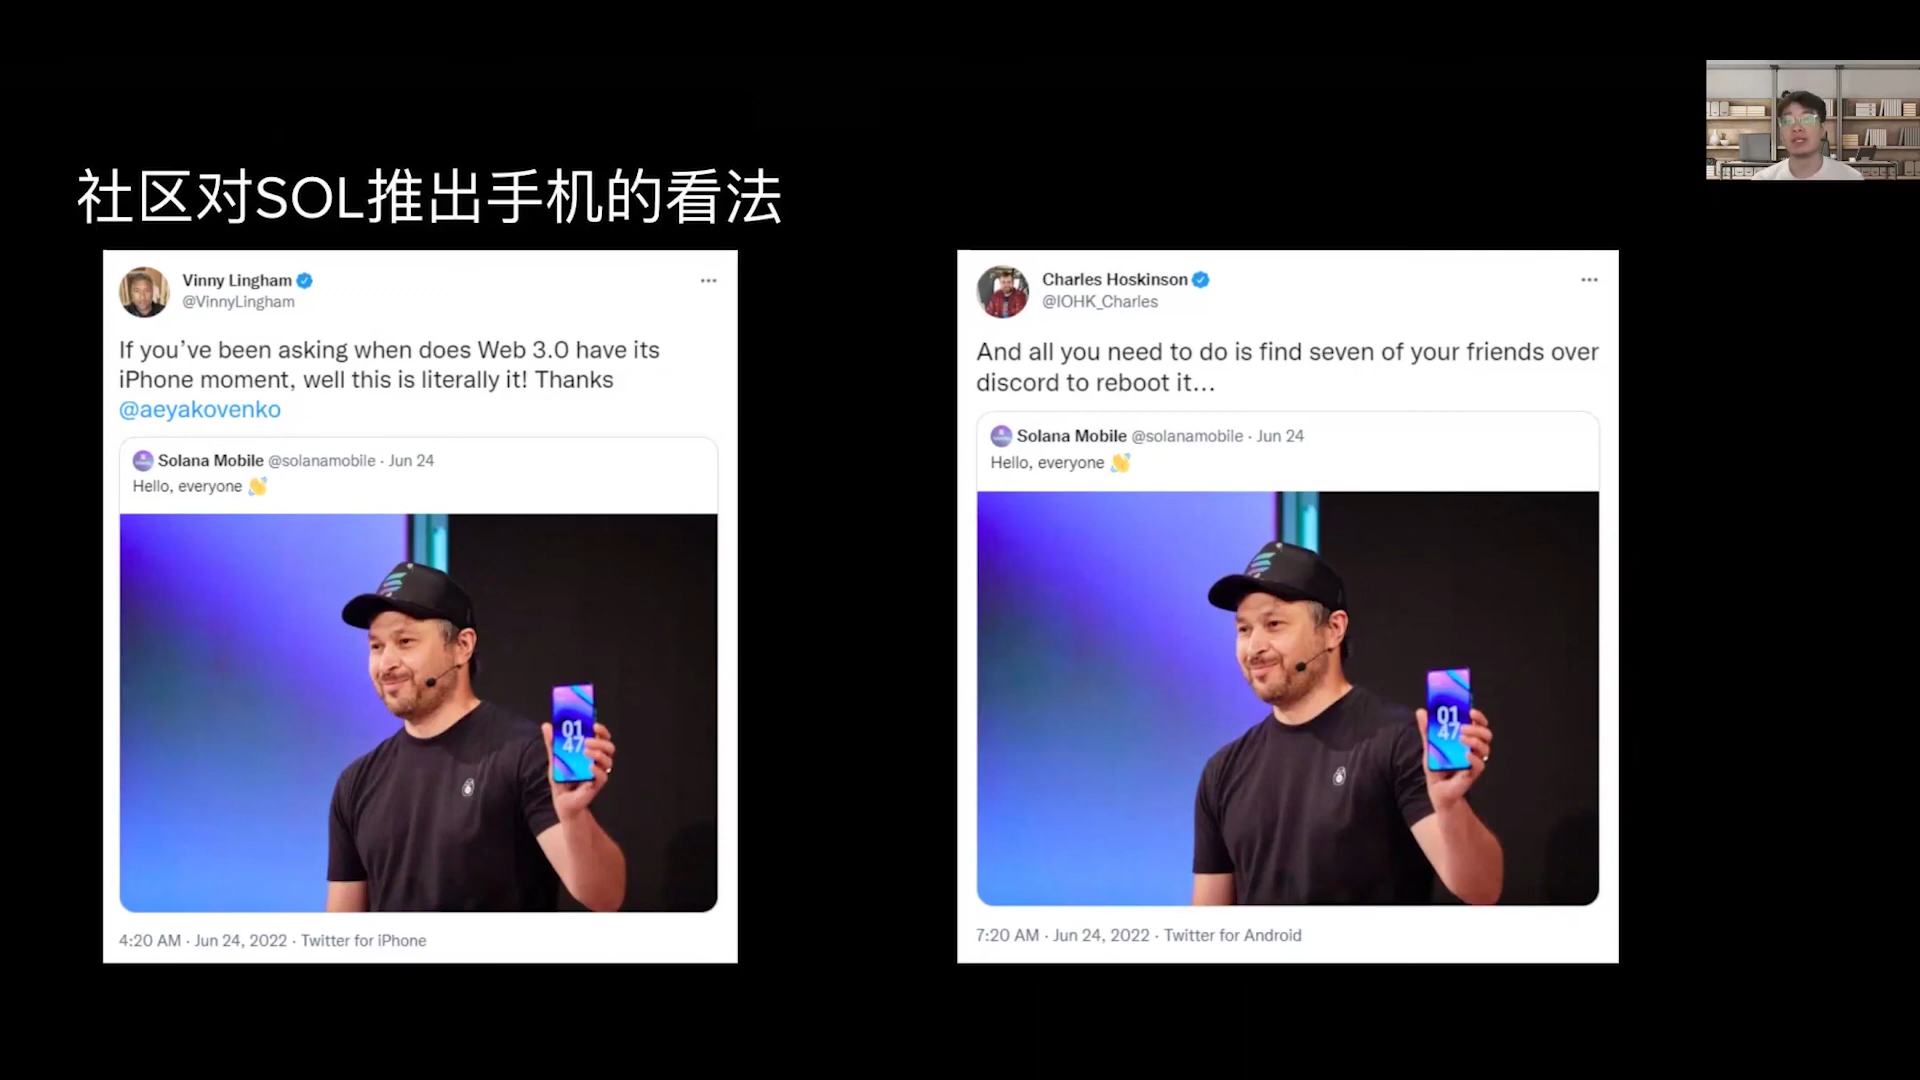 社区对SOL推出手机的看法
Vinny Lingham
@VinnyLingham
If you’ve been asking when does Web 3.0 have its
iPhone moment, well this is literally it! Thanks
@aeyakovenko
Solana Mobile @solanamobile · Jun 24
Hello, everyone 👋
01
47
4:20 AM · Jun 24, 2022 · Twitter for iPhone
Charles Hoskinson
@IOHK_Charles
And all you need to do is find seven of your friends over
discord to reboot it...
Solana Mobile @solanamobile · Jun 24
Hello, everyone 👋
01
47
7:20 AM · Jun 24, 2022 · Twitter for Android